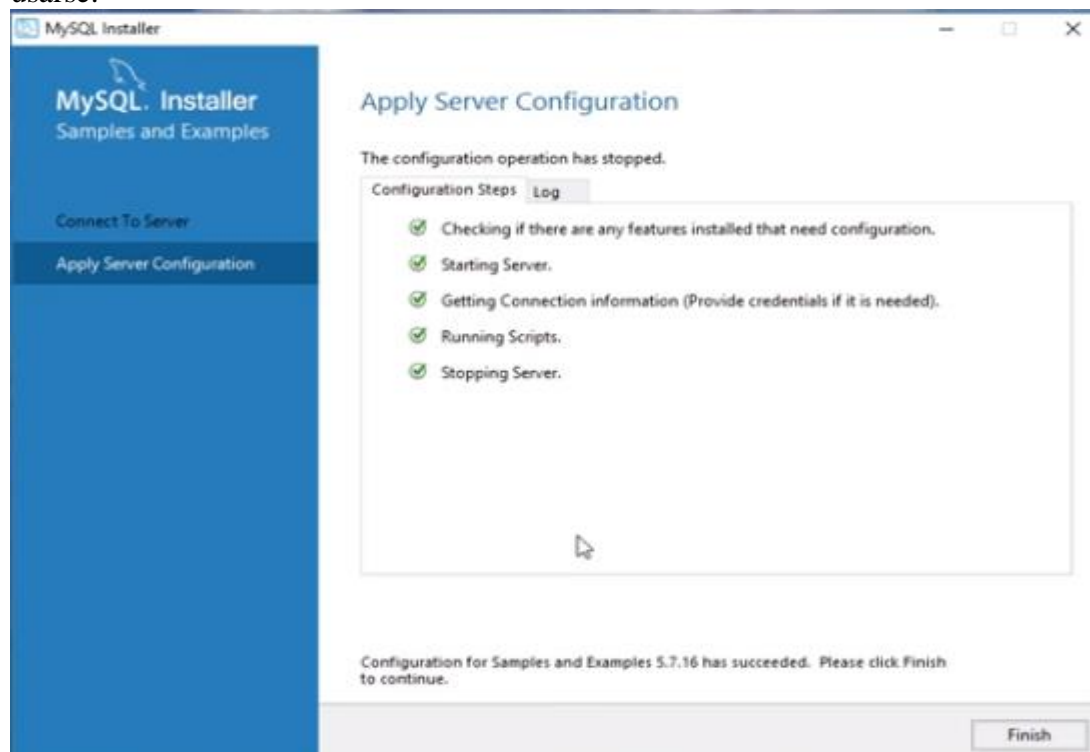 usarse.
MySQL Installer
MySQL. Installer
Samples and Examples
Connect To Server
Apply Server Configuration
Apply Server Configuration
The configuration operation has stopped.
Configuration Steps Log
Checking if there are any features installed that need configuration.
Starting Server.
Getting Connection information (Provide credentials if it is needed).
Running Scripts.
Stopping Server.
Configuration for Samples and Examples 5.7.16 has succeeded. Please click Finish
to continue.
Finish